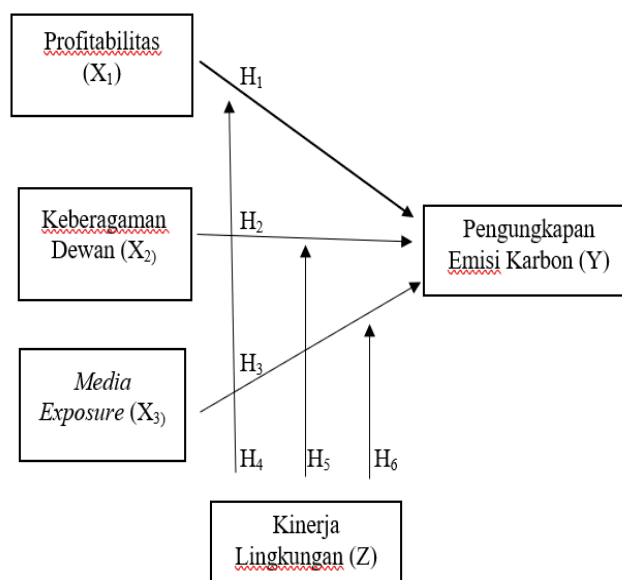 Profitabilitas
(X₁)
H₁
Keberagaman
Dewan (X₂)
H₂
Pengungkapan
Emisi Karbon (Y)
Media
Exposure (X₃)
H₃
H₄
H₅
H₆
Kinerja
Lingkungan (Z)